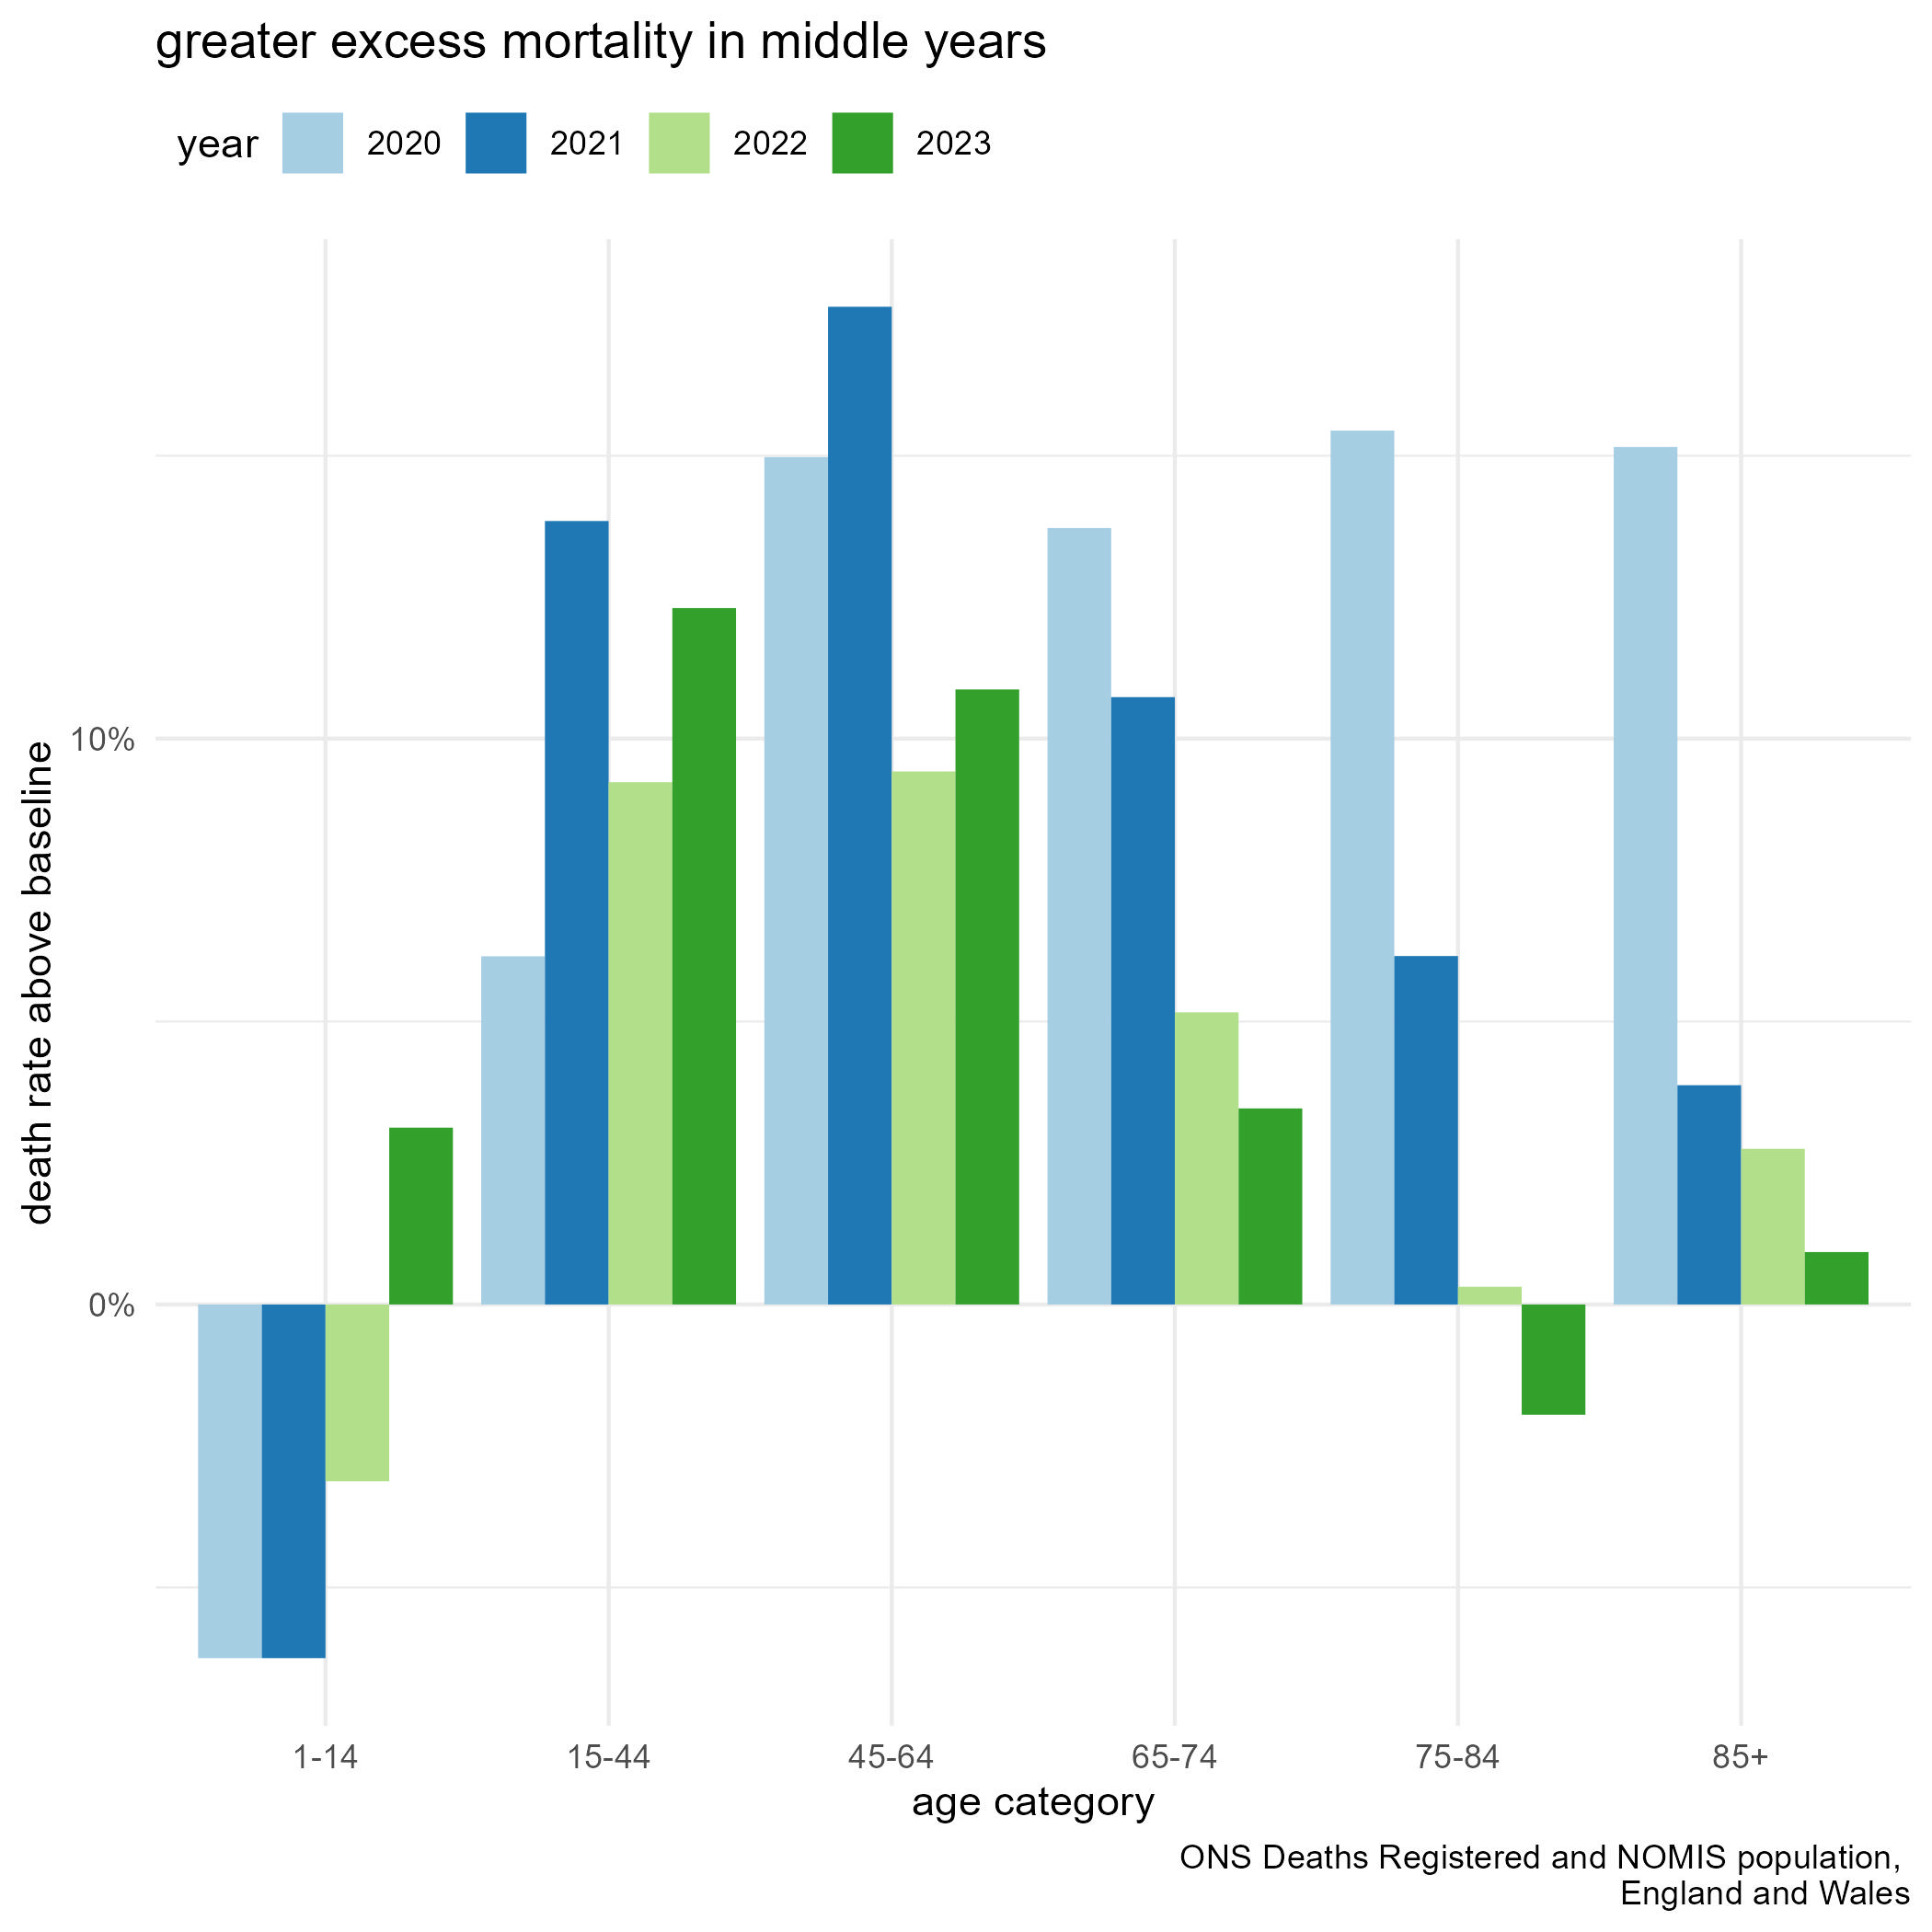 greater excess mortality in middle years
year 2020 2021 2022 2023
10%
0%
death rate above baseline
1-14 15-44 45-64 65-74 75-84 85+
age category
ONS Deaths Registered and NOMIS population,
England and Wales